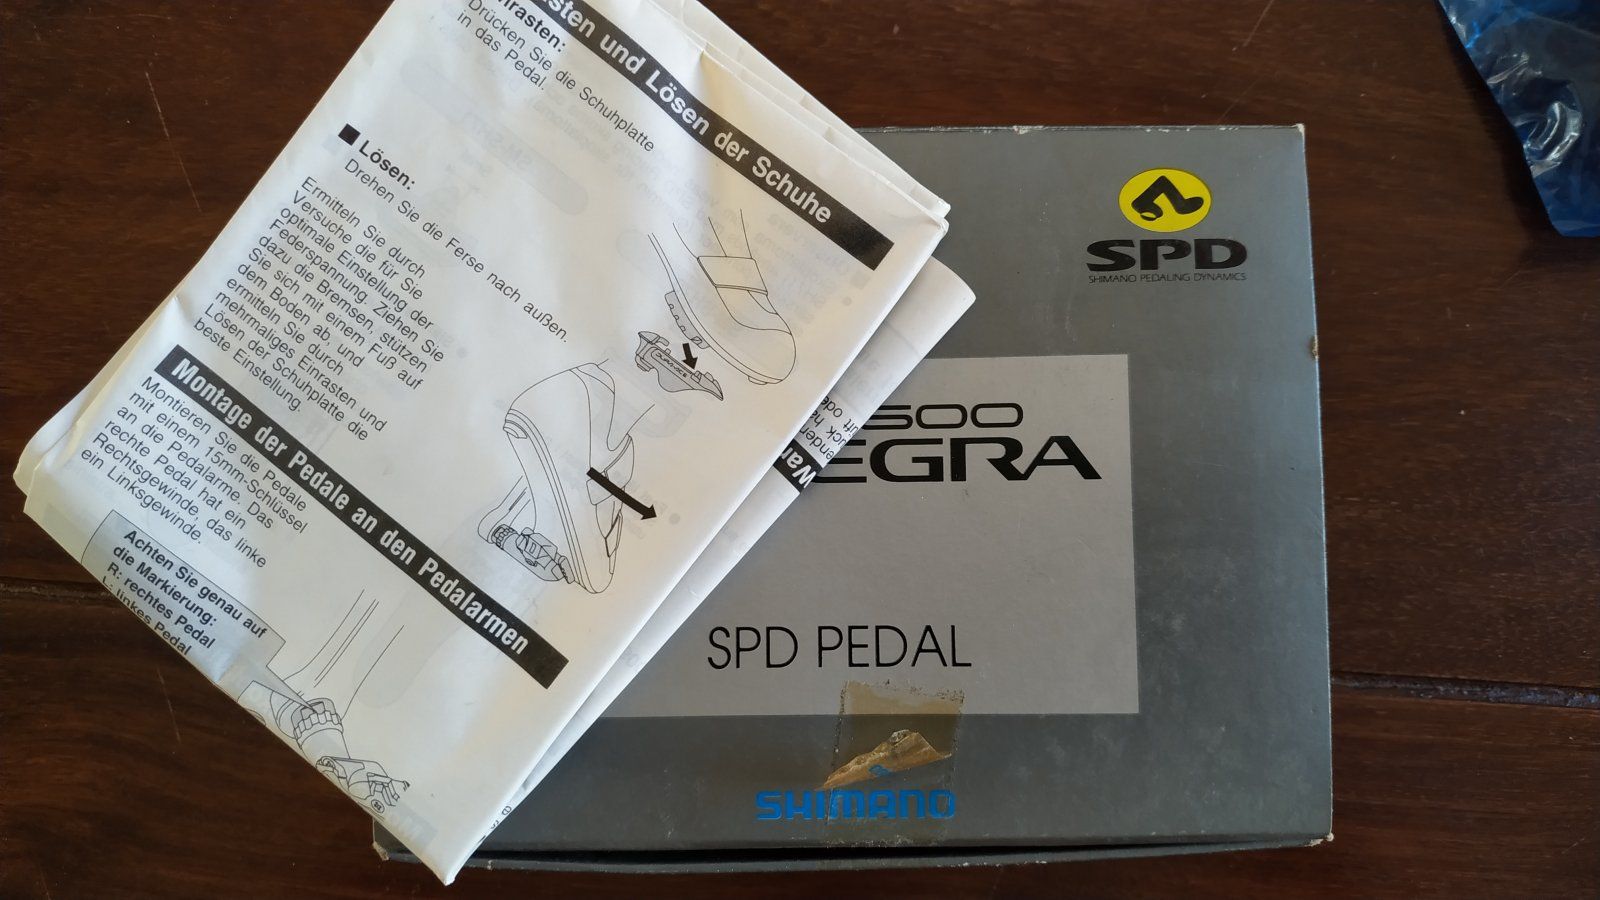 sten und Lösen der Schuhe
nrasten:
Drücken Sie die Schuhplatte
in das Pedal.
■ Lösen:
Drehen Sie die Ferse nach außen.
Ermitteln Sie durch
Versuche die für Sie
optimale Einstellung der
Federspannung. Ziehen Sie
dazu die Bremsen, stützen
Sie sich mit einem Fuß auf
dem Boden ab, und
ermitteln Sie durch
mehrmaliges Einrasten und
Lösen der Schuhplatte die
beste Einstellung.
Montage der Pedale an den Pedalarmen
Montieren Sie die Pedale
mit einem 15mm-Schlüssel
an die Pedalarme. Das
rechte Pedal hat ein
Rechtsgewinde, das linke
ein Linksgewinde.
Achten Sie genau auf
die Markierung:
R: rechtes Pedal
L: linkes Pedal
SPD
SHIMANO PEDALING DYNAMICS
500
EGRA
SPD PEDAL
SHIMANO